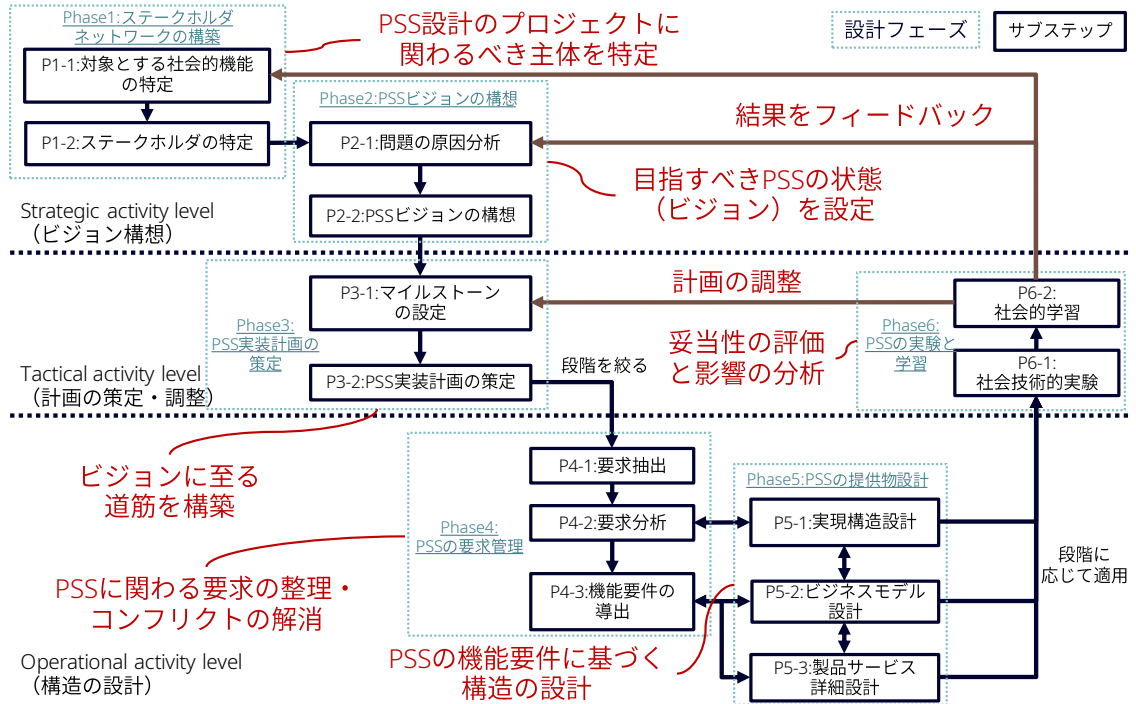 Phase1:ステークホルダ
ネットワークの構築
P1-1:対象とする社会的機能
の特定
P1-2:ステークホルダの特定
PSS設計のプロジェクトに
関わるべき主体を特定
設計フェーズ
サブステップ
Phase2:PSSビジョンの構想
P2-1:問題の原因分析
P2-2:PSSビジョンの構想
結果をフィードバック
目指すべきPSSの状態
（ビジョン）を設定
Strategic activity level
（ビジョン構想）
P3-1:マイルストーン
の設定
Phase3:
PSS実装計画の
策定
P3-2:PSS実装計画の策定
段階を絞る
計画の調整
妥当性の評価
と影響の分析
P6-2:
社会的学習
Phase6:
PSSの実験と
学習
P6-1:
社会技術的実験
Tactical activity level
（計画の策定・調整）
ビジョンに至る
道筋を構築
P4-1:要求抽出
P4-2:要求分析
Phase4:
PSSの要求管理
P4-3:機能要件の
導出
Phase5:PSSの提供物設計
P5-1:実現構造設計
P5-2:ビジネスモデル
設計
P5-3:製品サービス
詳細設計
段階に
応じて適用
PSSに関わる要求の整理・
コンフリクトの解消
PSSの機能要件に基づく
構造の設計
Operational activity level
（構造の設計）